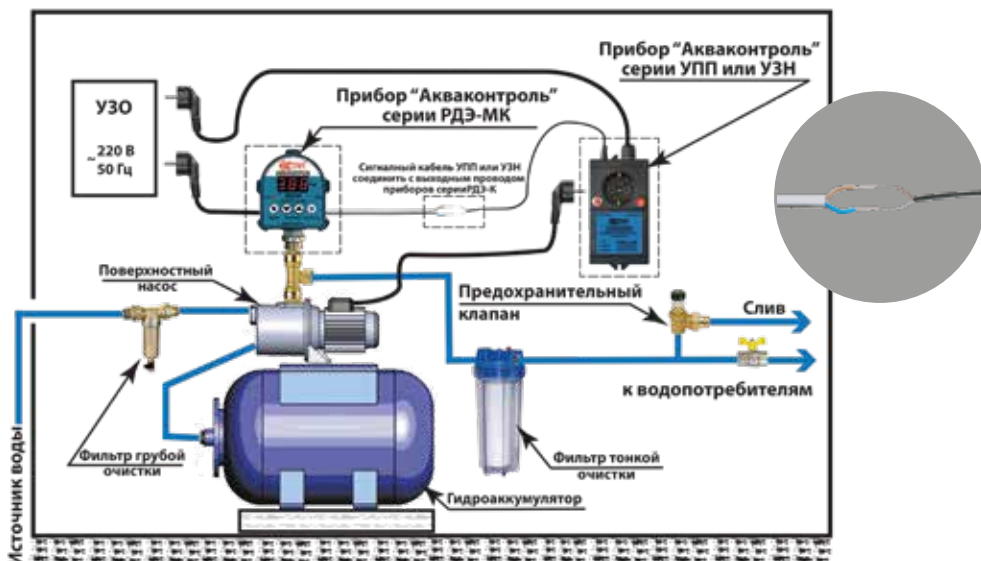 Прибор “Акваконтроль”
серии УПП или УЗН
УЗО
~ 220 В
50 Гц
Прибор “Акваконтроль”
серии РДЭ-МК
Сигнальный кабель УПП или УЗН
соединить с выходным проводом
приборов серииРДЭ-К
Поверхностный
насос
Предохранительный
клапан
Слив
к водопотребителям
Источник воды
Фильтр грубой
очистки
Фильтр тонкой
очистки
Гидроаккумулятор